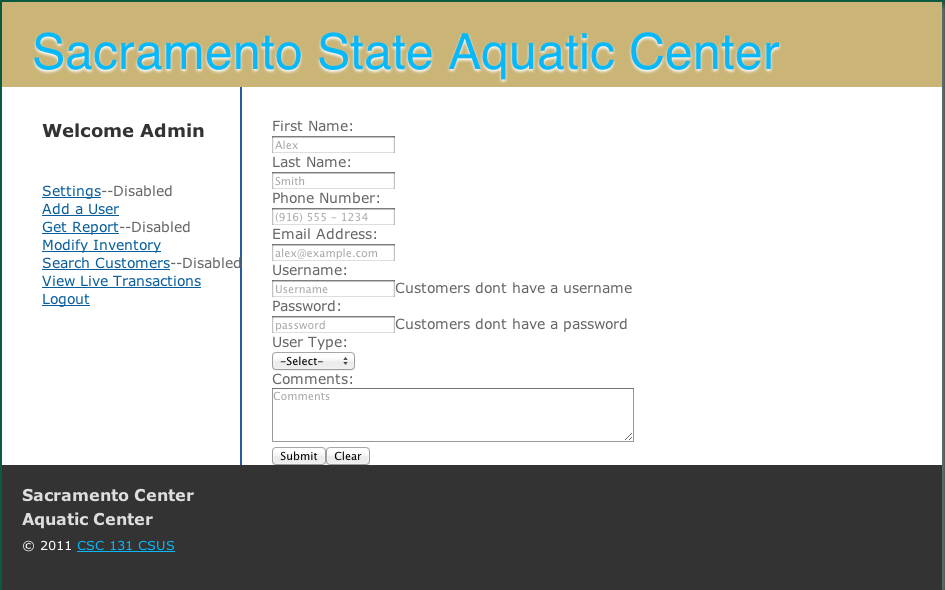 Sacramento State Aquatic Center
Welcome Admin
Settings--Disabled
Add a User
Get Report--Disabled
Modify Inventory
Search Customers--Disabled
View Live Transactions
Logout
First Name:
Alex
Last Name:
Smith
Phone Number:
(916) 555 - 1234
Email Address:
alex@example.com
Username:
Username Customers dont have a username
Password:
password Customers dont have a password
User Type:
-Select-
Comments:
Comments
Submit Clear
Sacramento Center
Aquatic Center
© 2011 CSC 131 CSUS